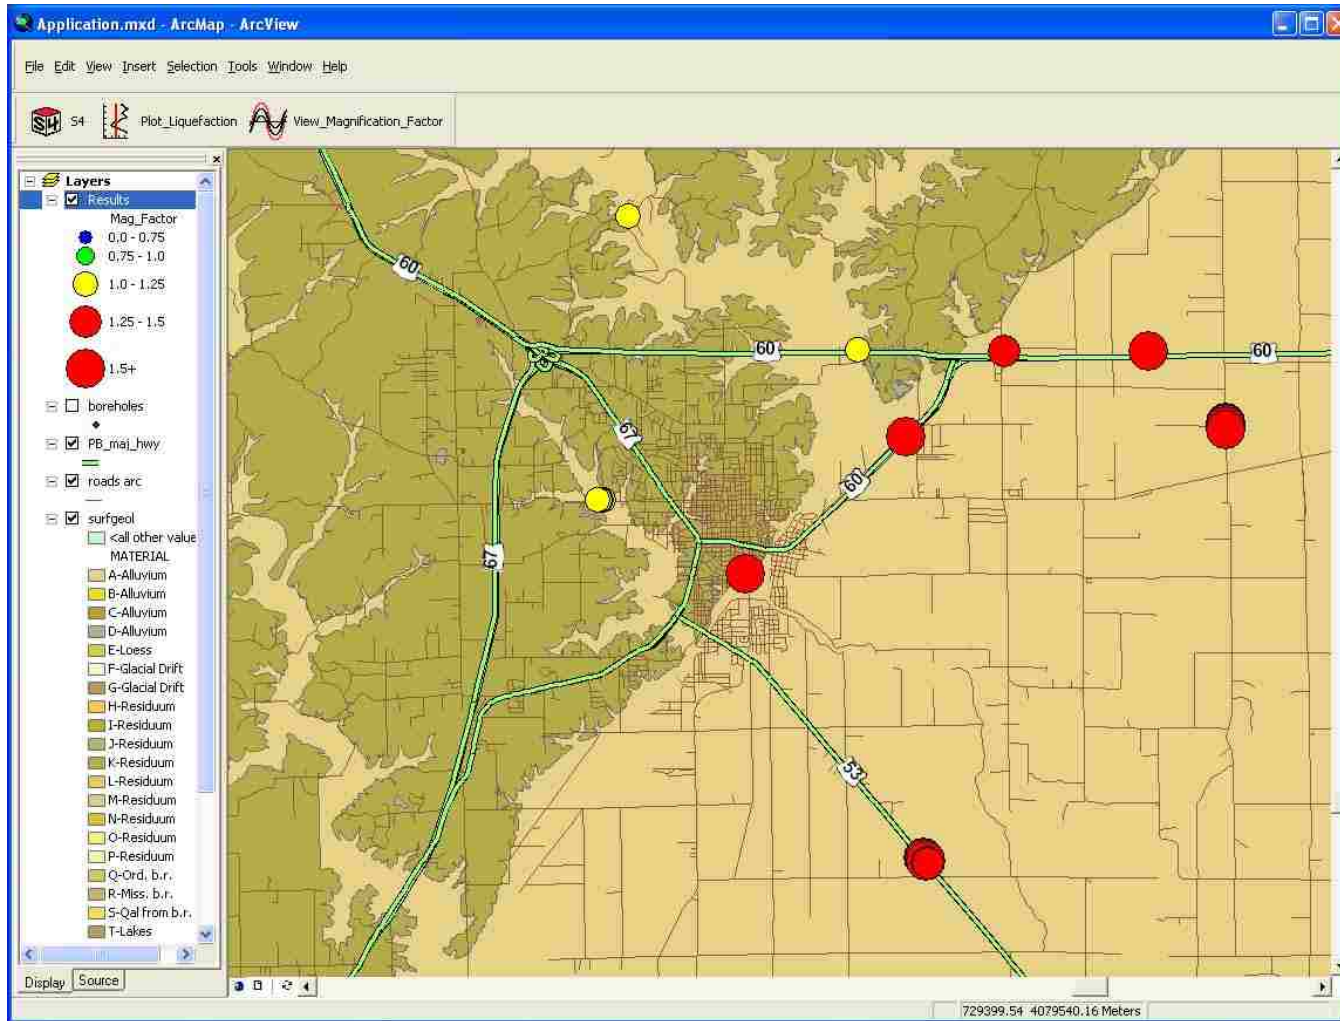 Application.mxd - ArcMap - ArcView
File Edit View Insert Selection Tools Window Help
S4 Plot_Liquefaction View_Magnification_Factor
Layers
Results
Mag_Factor
0.0 - 0.75
0.75 - 1.0
1.0 - 1.25
1.25 - 1.5
1.5+
boreholes
PB_maj_hwy
roads arc
surfgeol
<all other value
MATERIAL
A-Alluvium
B-Alluvium
C-Alluvium
D-Alluvium
E-Loess
F-Glacial Drift
G-Glacial Drift
H-Residuum
I-Residuum
J-Residuum
K-Residuum
L-Residuum
M-Residuum
N-Residuum
O-Residuum
P-Residuum
Q-Ord. b.r.
R-Miss. b.r.
S-Qal from b.r.
T-Lakes
Display Source
60
60
60
67
60
67
53
729399.54 4079540.16 Meters